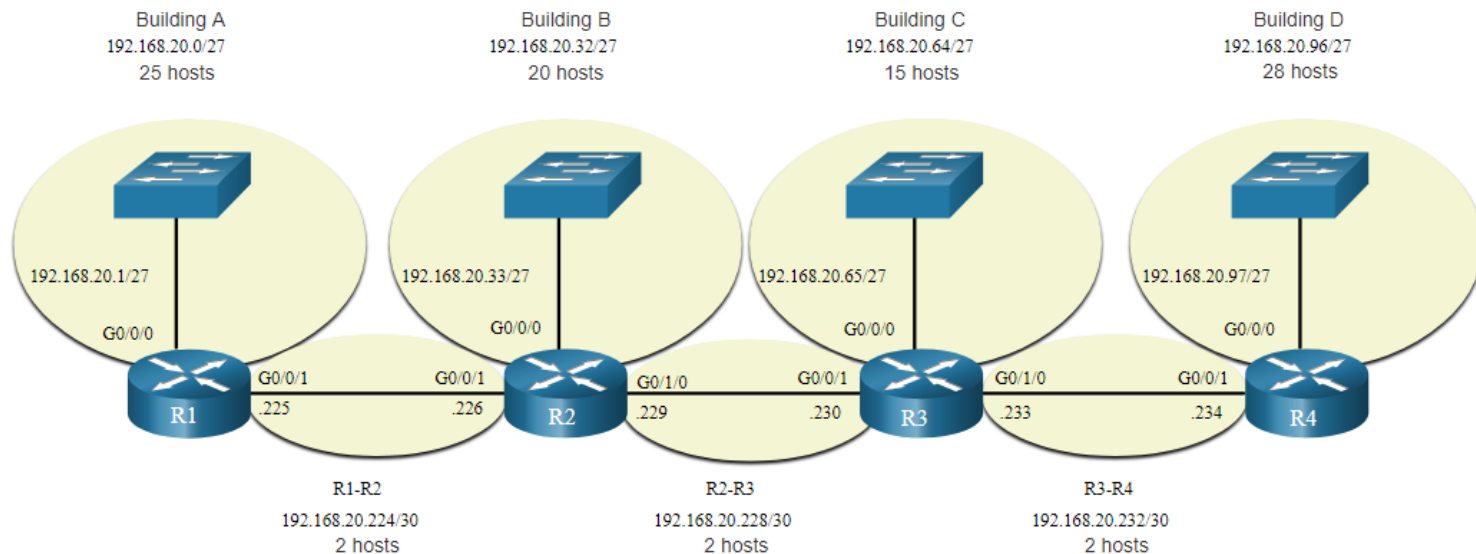 Building A
192.168.20.0/27
25 hosts
Building B
192.168.20.32/27
20 hosts
Building C
192.168.20.64/27
15 hosts
Building D
192.168.20.96/27
28 hosts
192.168.20.1/27
192.168.20.33/27
192.168.20.65/27
192.168.20.97/27
G0/0/0
G0/0/0
G0/0/0
G0/0/0
G0/0/1
G0/0/1
G0/1/0
G0/0/1
G0/1/0
G0/0/1
R1
.225
.226
R2
.229
.230
R3
.233
.234
R4
R1-R2
192.168.20.224/30
2 hosts
R2-R3
192.168.20.228/30
2 hosts
R3-R4
192.168.20.232/30
2 hosts